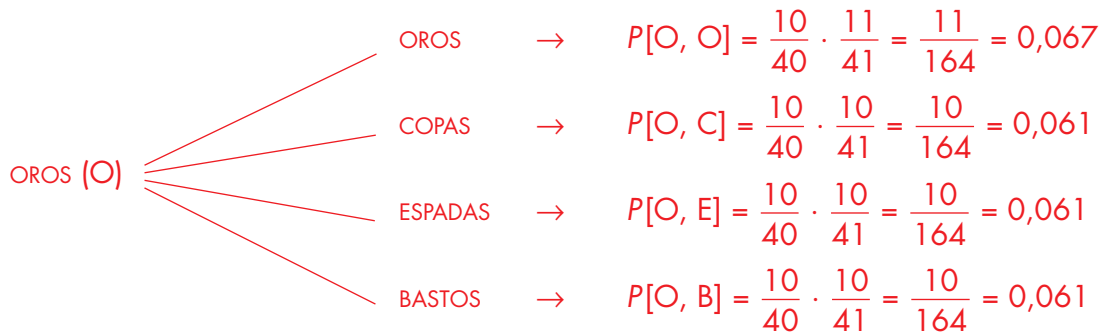 OROS → P[O, O] = 10/40 · 11/41 = 11/164 = 0,067
COPAS → P[O, C] = 10/40 · 10/41 = 10/164 = 0,061
OROS (O)
ESPADAS → P[O, E] = 10/40 · 10/41 = 10/164 = 0,061
BASTOS → P[O, B] = 10/40 · 10/41 = 10/164 = 0,061